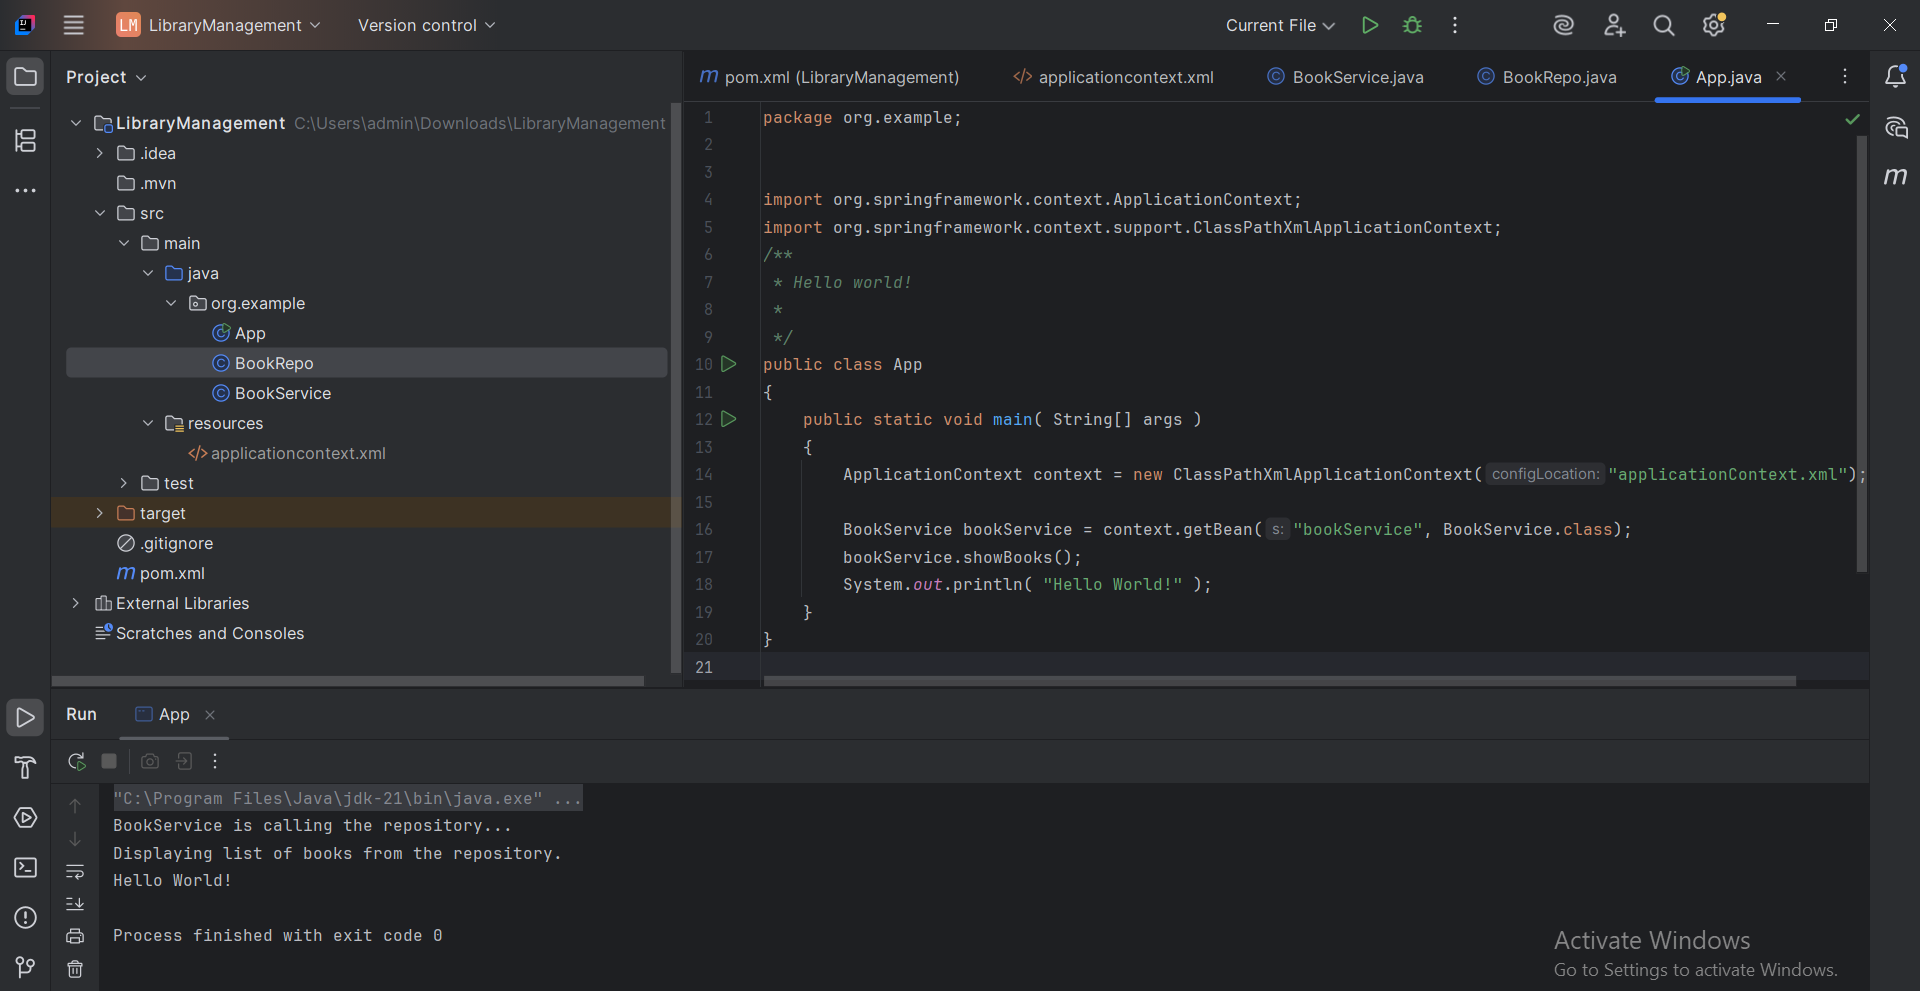 LM LibraryManagement Version control Current File
Project
LibraryManagement C:\Users\admin\Downloads\LibraryManagement
.idea
.mvn
src
main
java
org.example
App
BookRepo
BookService
resources
</> applicationcontext.xml
test
target
.gitignore
m pom.xml
External Libraries
Scratches and Consoles
m pom.xml (LibraryManagement) </> applicationcontext.xml C BookService.java C BookRepo.java C App.java
1 package org.example;
2
3
4 import org.springframework.context.ApplicationContext;
5 import org.springframework.context.support.ClassPathXmlApplicationContext;
6 /**
7 * Hello world!
8 *
9 */
10 public class App
11 {
12 public static void main( String[] args )
13 {
14 ApplicationContext context = new ClassPathXmlApplicationContext( configLocation: "applicationContext.xml");
15
16 BookService bookService = context.getBean( s: "bookService", BookService.class);
17 bookService.showBooks();
18 System.out.println( "Hello World!" );
19 }
20 }
21
Run App
"C:\Program Files\Java\jdk-21\bin\java.exe" ...
BookService is calling the repository...
Displaying list of books from the repository.
Hello World!
Process finished with exit code 0
Activate Windows
Go to Settings to activate Windows.